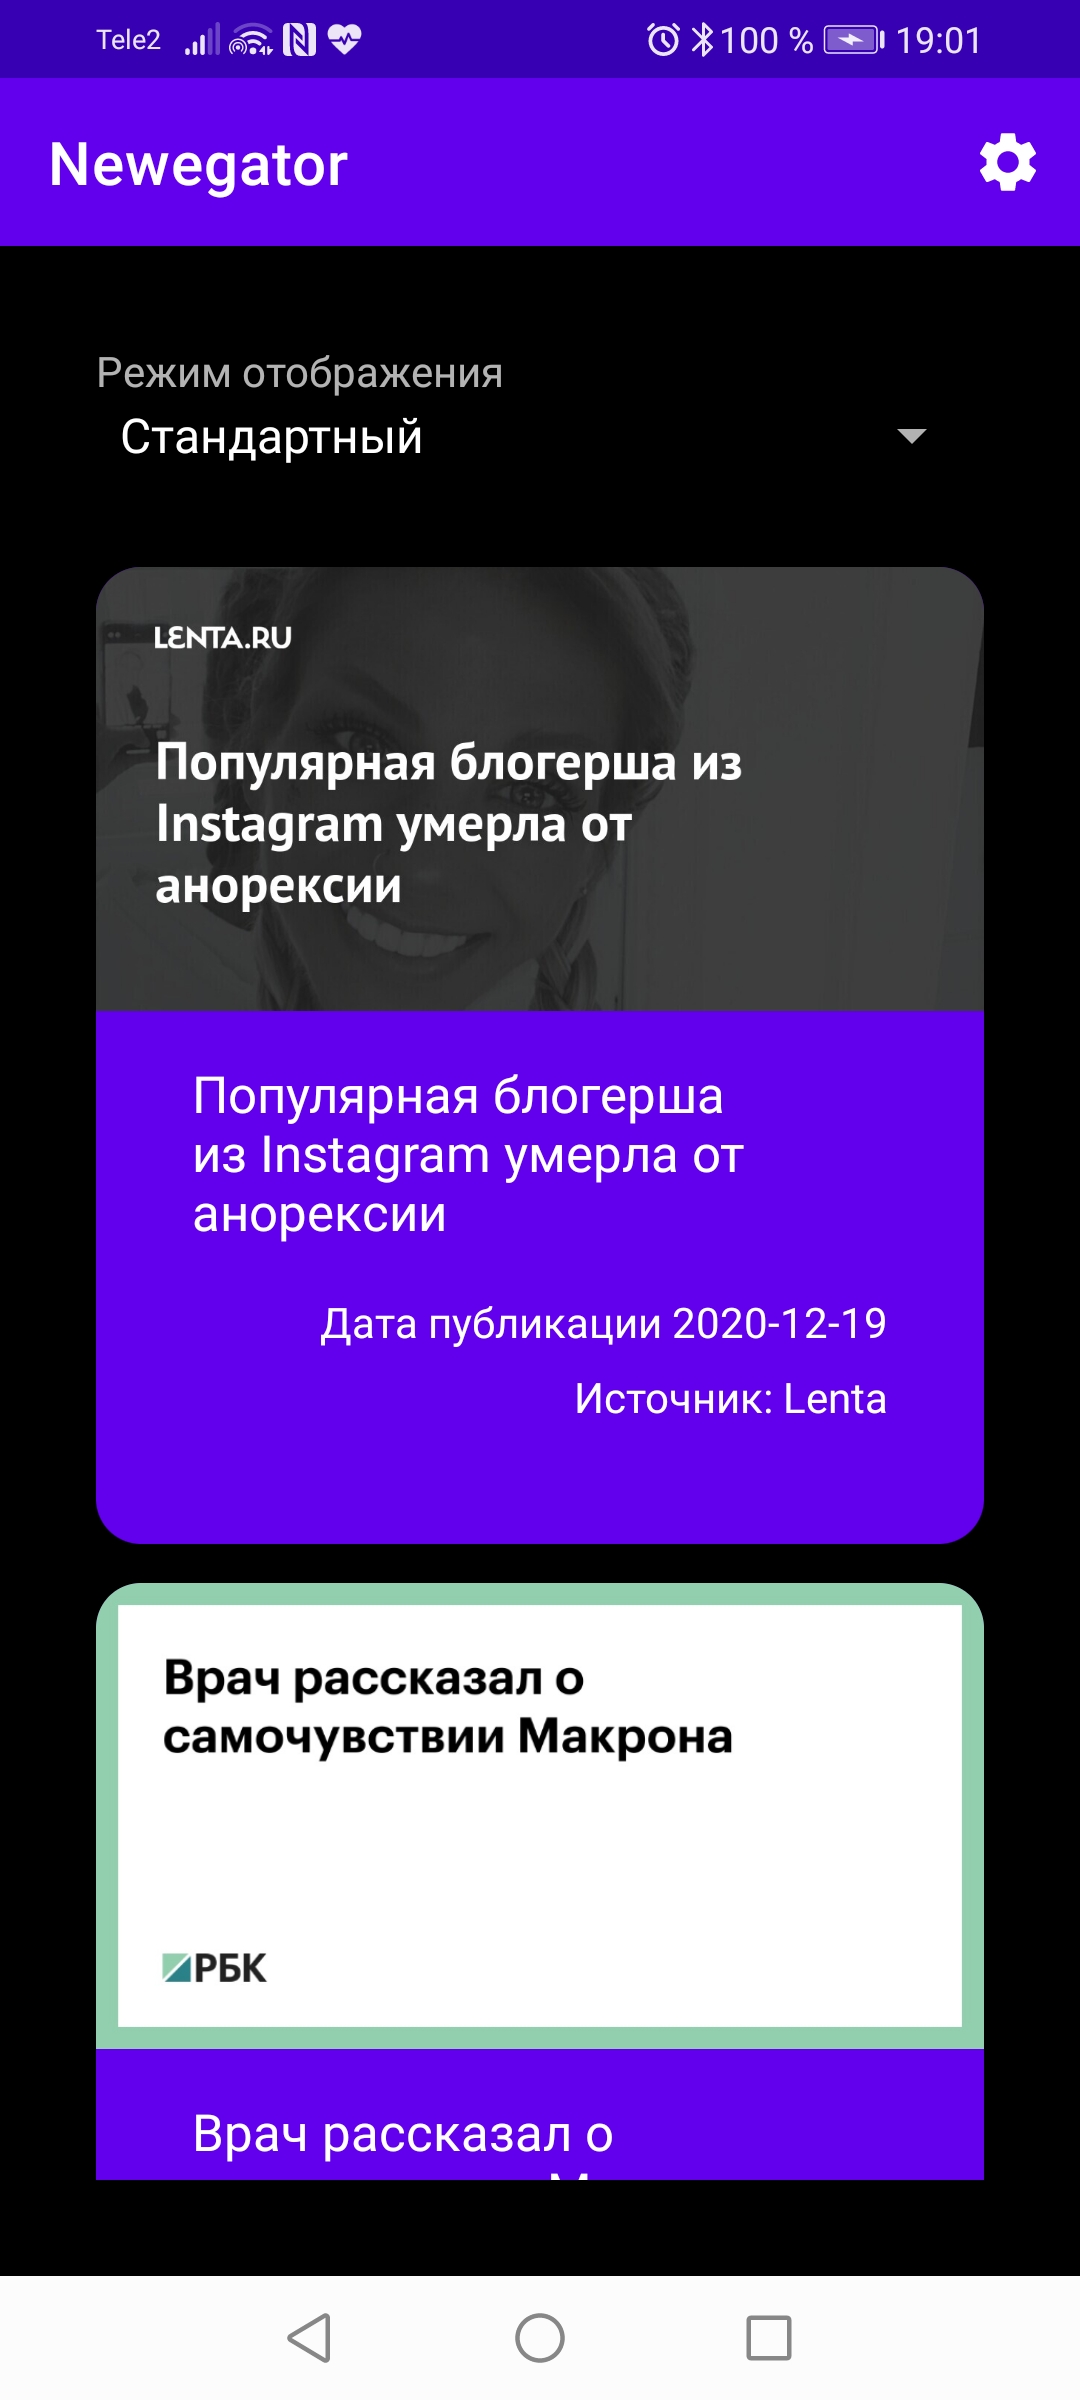 Tele2 100 % 19:01
Newegator
Режим отображения
Стандартный
LENTA.RU
Популярная блогерша из
Instagram умерла от
анорексии
Популярная блогерша
из Instagram умерла от
анорексии
Дата публикации 2020-12-19
Источник: Lenta
Врач рассказал о
самочувствии Макрона
РБК
Врач рассказал о